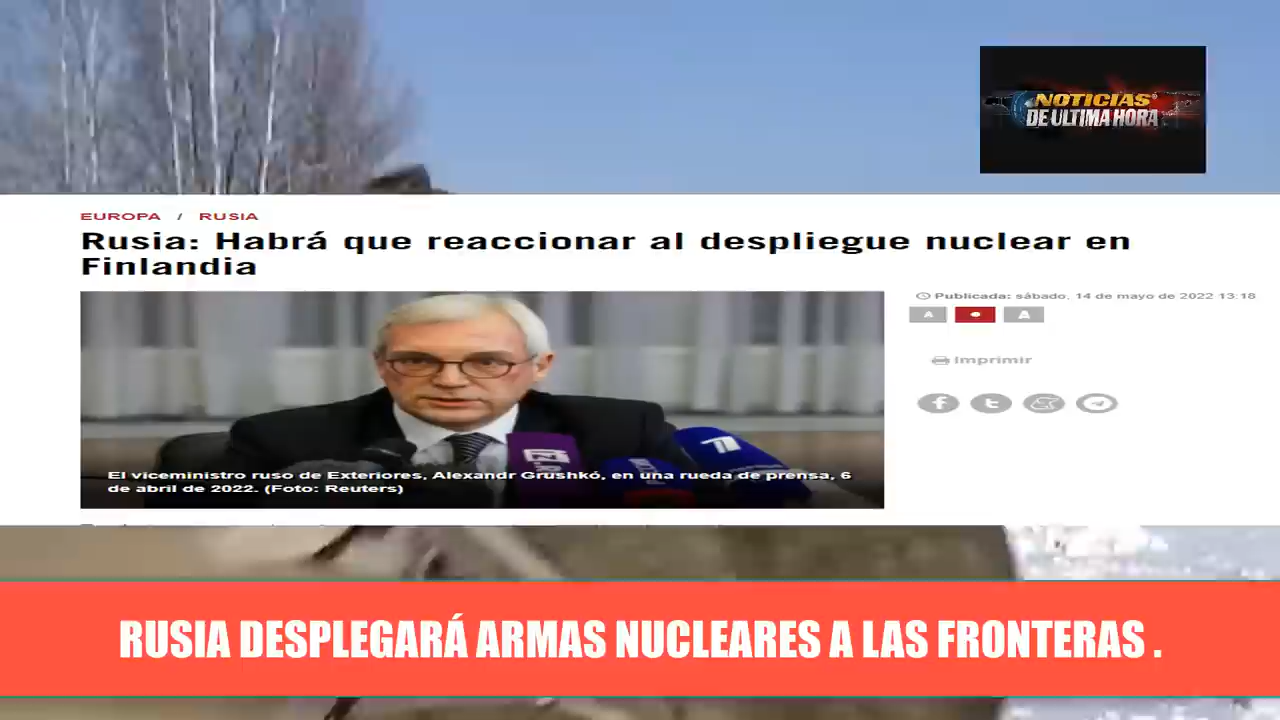 NOTICIAS
DE ULTIMA HORA
EUROPA / RUSIA
Rusia: Habrá que reaccionar al despliegue nuclear en
Finlandia
Publicada: sábado, 14 de mayo de 2022 13:18
A A
Imprimir
El viceministro ruso de Exteriores, Alexandr Grushkó, en una rueda de prensa, 6
de abril de 2022. (Foto: Reuters)
RUSIA DESPLEGARÁ ARMAS NUCLEARES A LAS FRONTERAS .